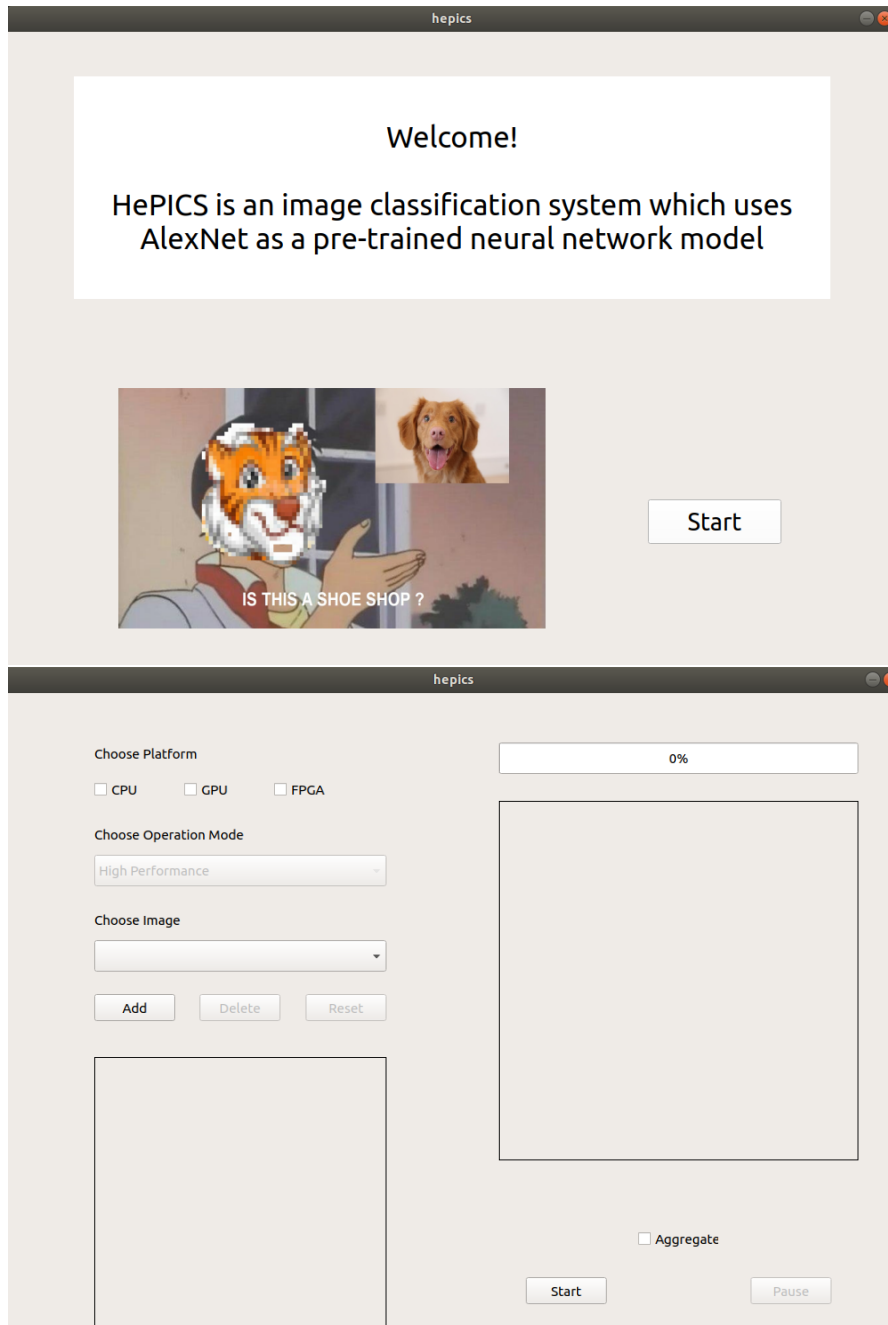 hepics
Welcome!
HePICS is an image classification system which uses
AlexNet as a pre-trained neural network model
IS THIS A SHOE SHOP ?
Start
hepics
Choose Platform
CPU GPU FPGA
Choose Operation Mode
High Performance
Choose Image
Add Delete Reset
0%
Aggregate
Start Pause